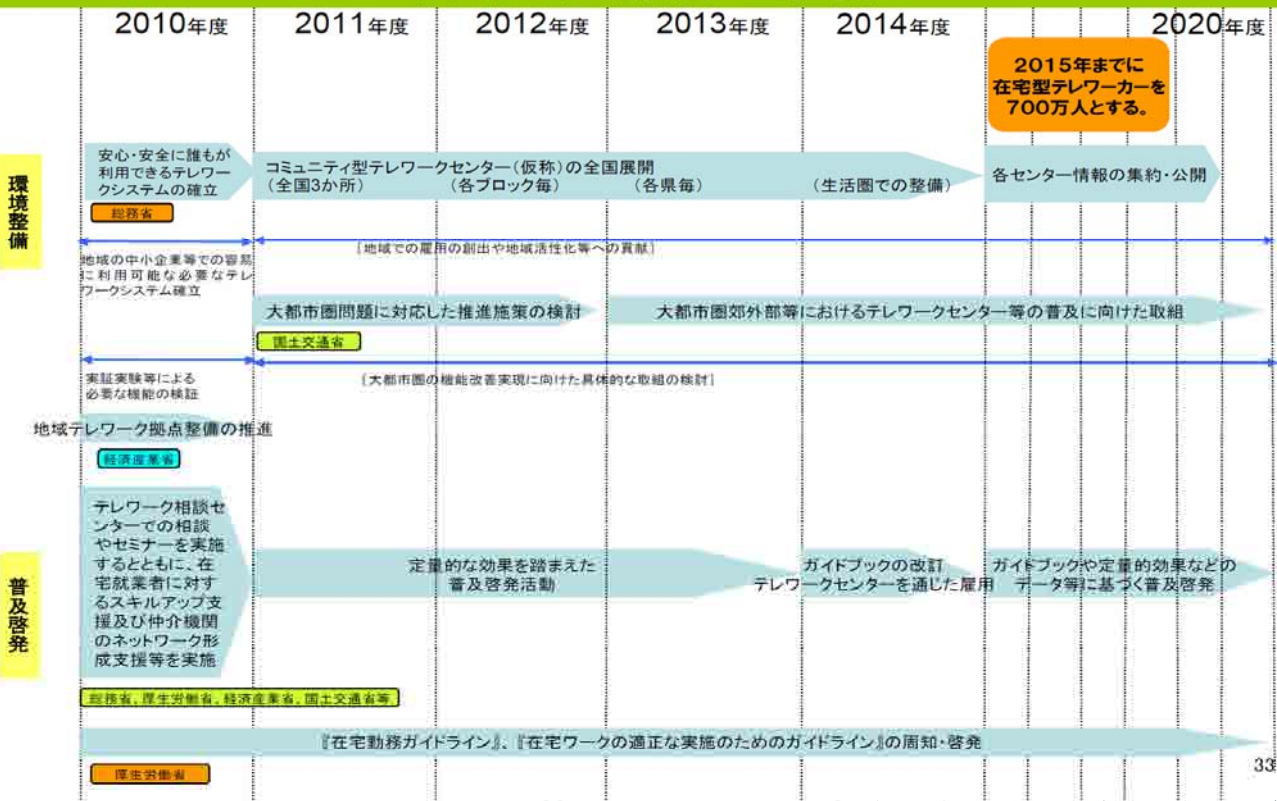 2010年度
2011年度
2012年度
2013年度
2014年度
2020年度
2015年までに
在宅型テレワーカーを
700万人とする。
環境整備
安心・安全に誰もが
利用できるテレワー
クシステムの確立
総務省
コミュニティ型テレワークセンター(仮称)の全国展開
(全国3か所)
(各ブロック毎)
(各県毎)
(生活圏での整備)
各センター情報の集約・公開
[地域での雇用の創出や地域活性化等への貢献]
地域の中小企業等での容易
に利用可能な必要なテレ
ワークシステム確立
大都市圏問題に対応した推進施策の検討
大都市圏郊外部等におけるテレワークセンター等の普及に向けた取組
国土交通省
実証実験等による
必要な機能の検証
[大都市圏の機能改善実現に向けた具体的な取組の検討]
地域テレワーク拠点整備の推進
経済産業省
普及啓発
テレワーク相談セ
ンターでの相談
やセミナーを実施
するとともに、在
宅就業者に対す
るスキルアップ支
援及び仲介機関
のネットワーク形
成支援等を実施
定量的な効果を踏まえた
普及啓発活動
ガイドブックの改訂
テレワークセンターを通じた雇用
ガイドブックや定量的効果などの
データ等に基づく普及啓発
総務省、厚生労働省、経済産業省、国土交通省等
『在宅勤務ガイドライン』、『在宅ワークの適正な実施のためのガイドライン』の周知・啓発
厚生労働省
33